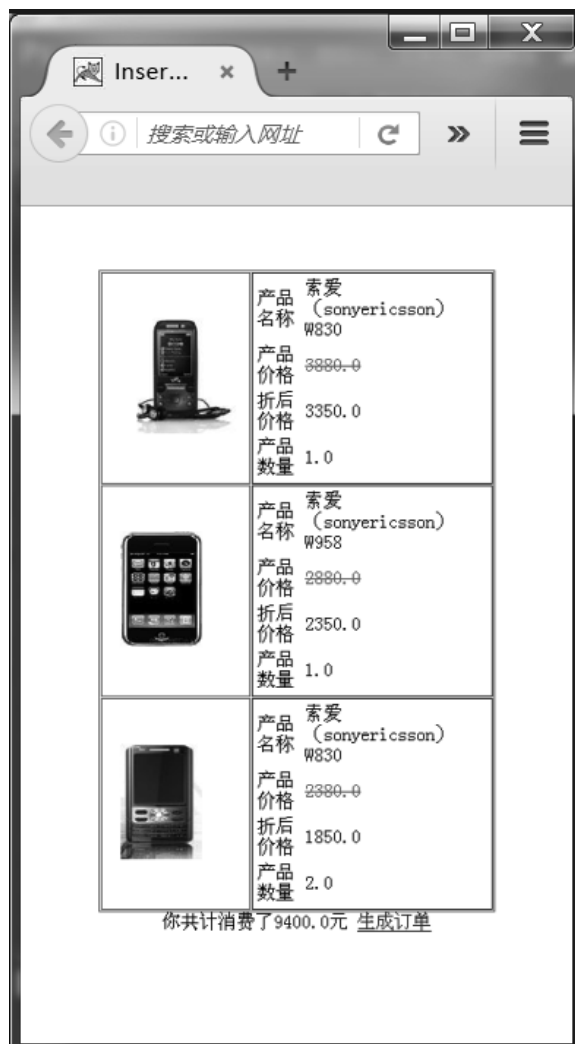 Inser...
搜索或输入网址
产品
名称
索爱
（sonyericsson）
W830
产品
价格
3880.0
折后
价格
3350.0
产品
数量
1.0
产品
名称
索爱
（sonyericsson）
W958
产品
价格
2880.0
折后
价格
2350.0
产品
数量
1.0
产品
名称
索爱
（sonyericsson）
W830
产品
价格
2380.0
折后
价格
1850.0
产品
数量
2.0
你共计消费了9400.0元 生成订单